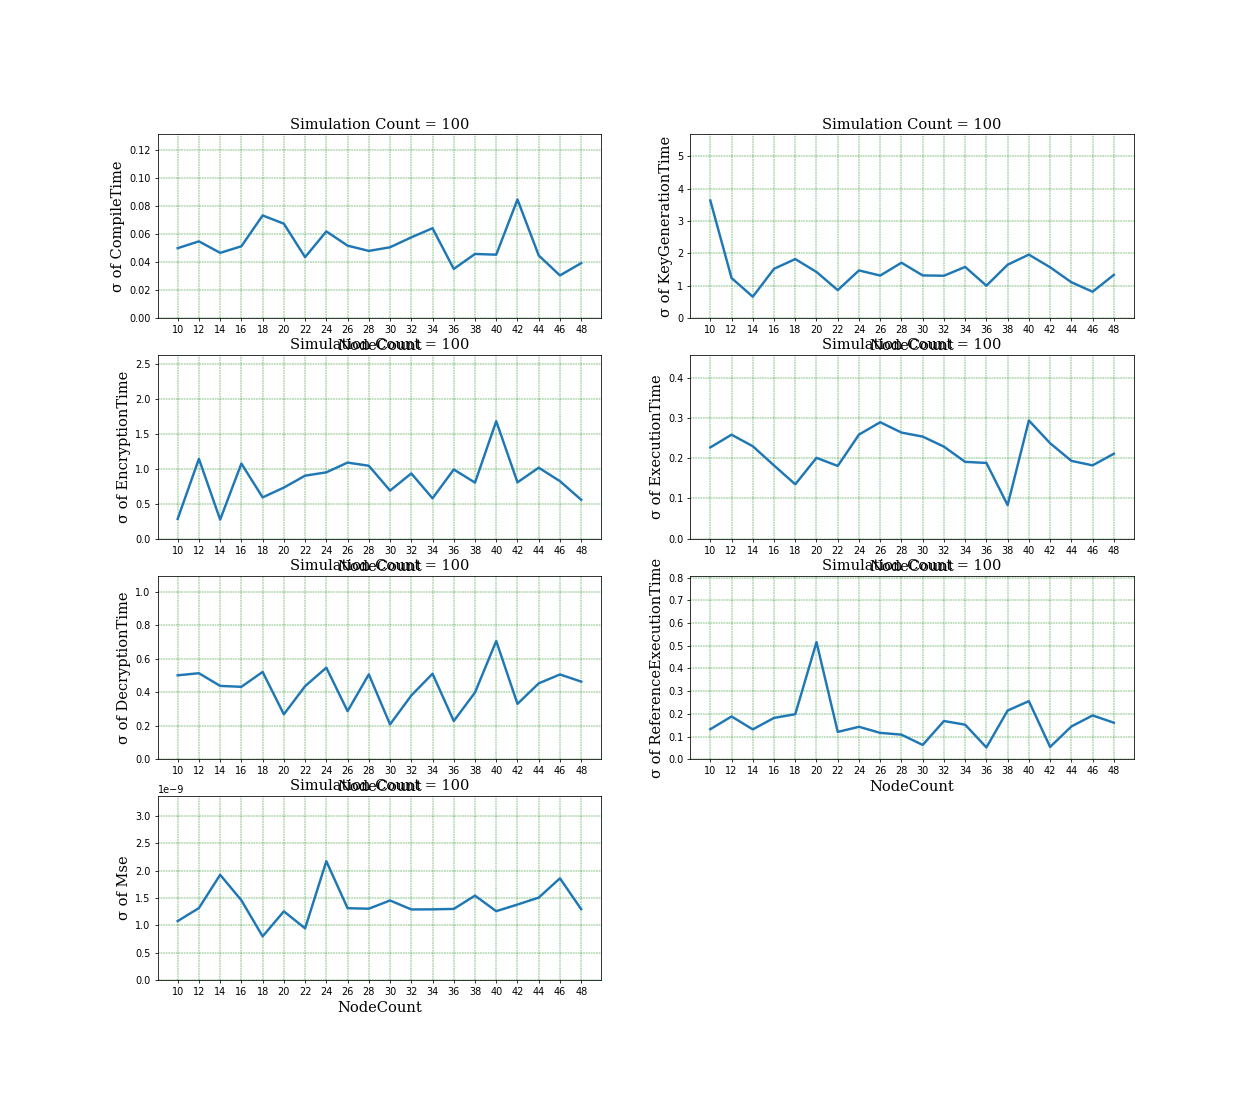 Simulation Count = 100
σ of CompileTime
0.12
0.10
0.08
0.06
0.04
0.02
0.00
10 12 14 16 18 20 22 24 26 28 30 32 34 36 38 40 42 44 46 48
NodeCount
Simulation Count = 100
σ of KeyGenerationTime
5
4
3
2
1
0
10 12 14 16 18 20 22 24 26 28 30 32 34 36 38 40 42 44 46 48
NodeCount
Simulation Count = 100
σ of EncryptionTime
2.5
2.0
1.5
1.0
0.5
0.0
10 12 14 16 18 20 22 24 26 28 30 32 34 36 38 40 42 44 46 48
NodeCount
Simulation Count = 100
σ of ExecutionTime
0.4
0.3
0.2
0.1
0.0
10 12 14 16 18 20 22 24 26 28 30 32 34 36 38 40 42 44 46 48
NodeCount
Simulation Count = 100
σ of DecryptionTime
1.0
0.8
0.6
0.4
0.2
0.0
10 12 14 16 18 20 22 24 26 28 30 32 34 36 38 40 42 44 46 48
NodeCount
Simulation Count = 100
σ of ReferenceExecutionTime
0.8
0.7
0.6
0.5
0.4
0.3
0.2
0.1
0.0
10 12 14 16 18 20 22 24 26 28 30 32 34 36 38 40 42 44 46 48
NodeCount
Simulation Count = 100
1e−9
σ of Mse
3.0
2.5
2.0
1.5
1.0
0.5
0.0
10 12 14 16 18 20 22 24 26 28 30 32 34 36 38 40 42 44 46 48
NodeCount